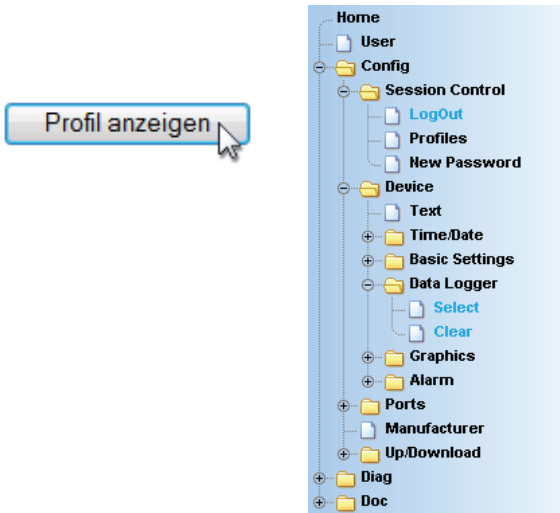 Profil anzeigen
Home
User
Config
Session Control
LogOut
Profiles
New Password
Device
Text
Time/Date
Basic Settings
Data Logger
Select
Clear
Graphics
Alarm
Ports
Manufacturer
Up/Download
Diag
Doc